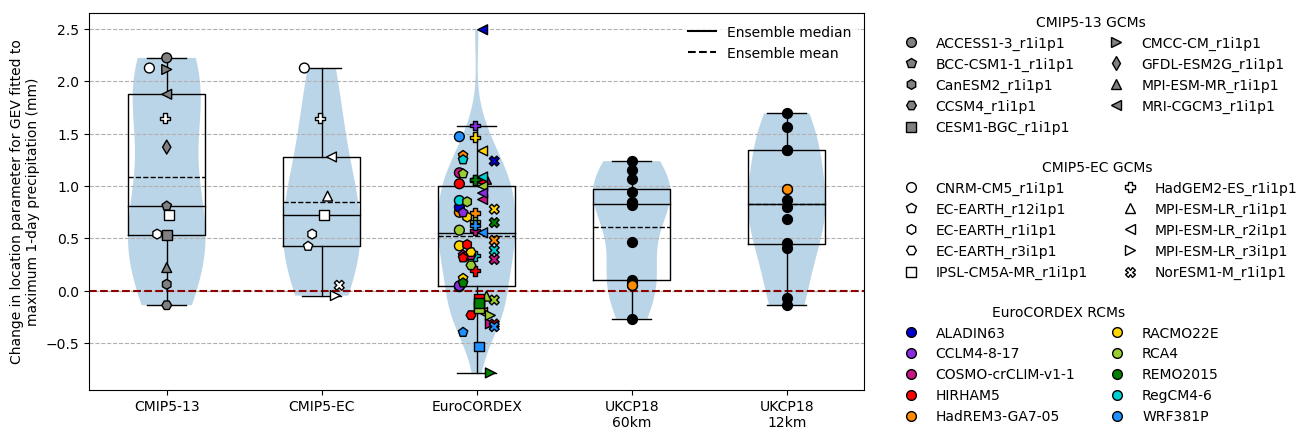 Change in location parameter for GEV fitted to
maximum 1-day precipitation (mm)
2.5
2.0
1.5
1.0
0.5
0.0
−0.5
Ensemble median
Ensemble mean
CMIP5-13
CMIP5-EC
EuroCORDEX
UKCP18
60km
UKCP18
12km
CMIP5-13 GCMs
ACCESS1-3_r1i1p1
BCC-CSM1-1_r1i1p1
CanESM2_r1i1p1
CCSM4_r1i1p1
CESM1-BGC_r1i1p1
CMCC-CM_r1i1p1
GFDL-ESM2G_r1i1p1
MPI-ESM-MR_r1i1p1
MRI-CGCM3_r1i1p1
CMIP5-EC GCMs
CNRM-CM5_r1i1p1
EC-EARTH_r12i1p1
EC-EARTH_r1i1p1
EC-EARTH_r3i1p1
IPSL-CM5A-MR_r1i1p1
HadGEM2-ES_r1i1p1
MPI-ESM-LR_r1i1p1
MPI-ESM-LR_r2i1p1
MPI-ESM-LR_r3i1p1
NorESM1-M_r1i1p1
EuroCORDEX RCMs
ALADIN63
CCLM4-8-17
COSMO-crCLIM-v1-1
HIRHAM5
HadREM3-GA7-05
RACMO22E
RCA4
REMO2015
RegCM4-6
WRF381P